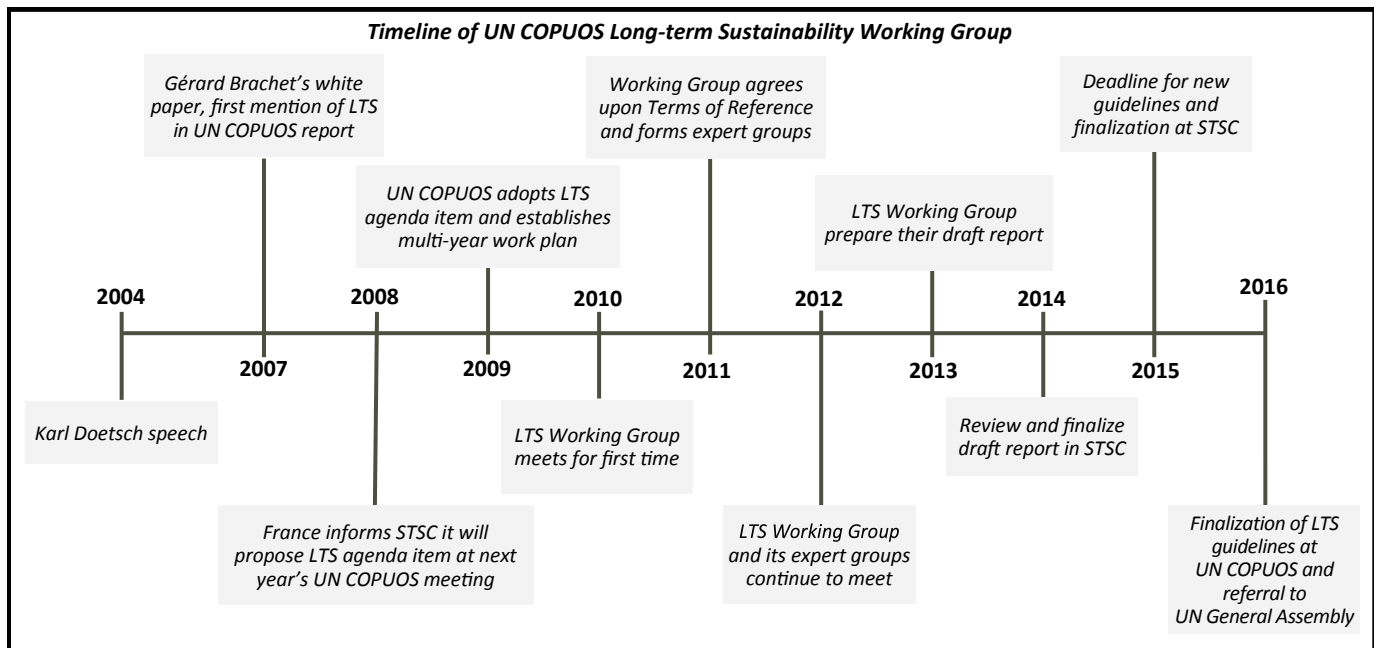 Timeline of UN COPUOS Long-term Sustainability Working Group
Gérard Brachet's white
paper, first mention of LTS
in UN COPUOS report
Working Group agrees
upon Terms of Reference
and forms expert groups
Deadline for new
guidelines and
finalization at STSC
UN COPUOS adopts LTS
agenda item and establishes
multi-year work plan
LTS Working Group
prepare their draft report
2004
2008
2010
2012
2014
2016
2007
2009
2011
2013
2015
Karl Doetsch speech
LTS Working Group
meets for first time
Review and finalize
draft report in STSC
France informs STSC it will
propose LTS agenda item at next
year's UN COPUOS meeting
LTS Working Group
and its expert groups
continue to meet
Finalization of LTS
guidelines at
UN COPUOS and
referral to
UN General Assembly